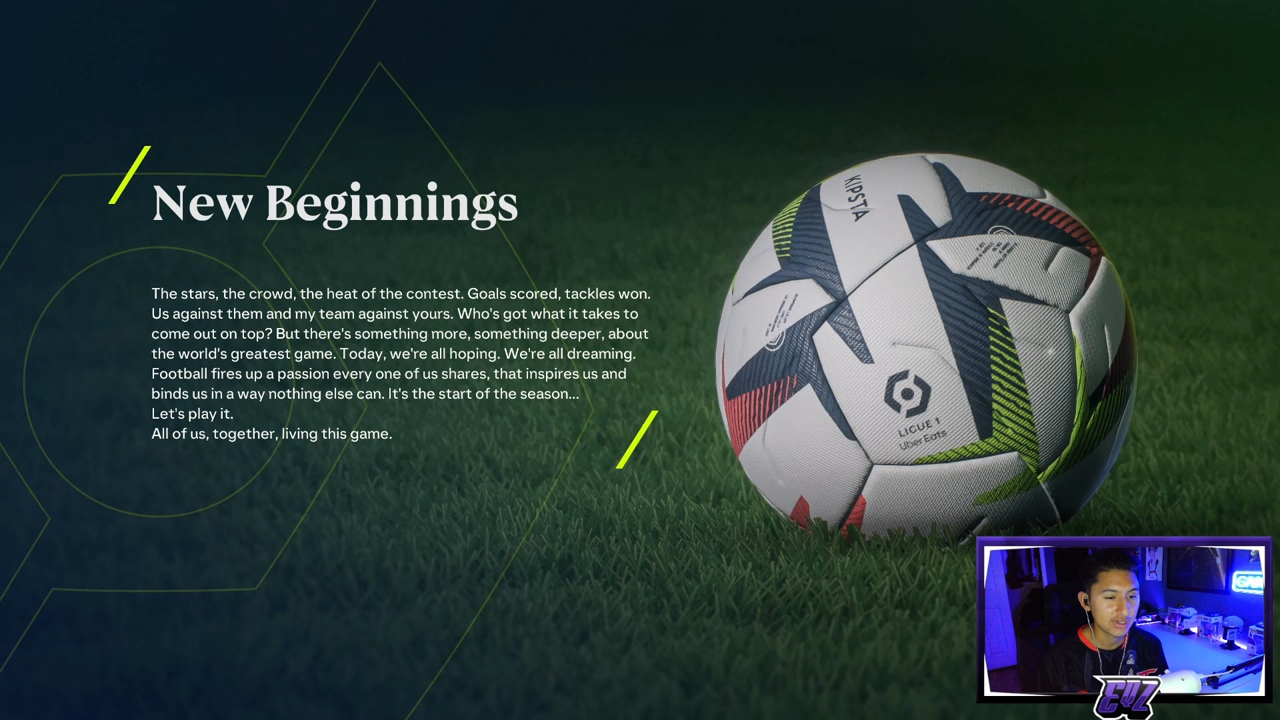 New Beginnings
The stars, the crowd, the heat of the contest. Goals scored, tackles won.
Us against them and my team against yours. Who's got what it takes to
come out on top? But there's something more, something deeper, about
the world's greatest game. Today, we're all hoping. We're all dreaming.
Football fires up a passion every one of us shares, that inspires us and
binds us in a way nothing else can. It's the start of the season...
Let's play it.
All of us, together, living this game.
KIPSTA
LIGUE 1
Uber Eats